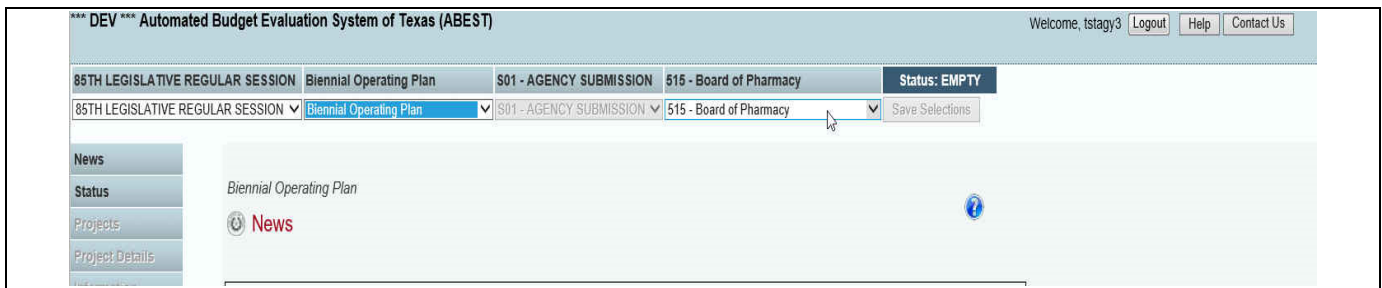 *** DEV *** Automated Budget Evaluation System of Texas (ABEST)
Welcome, tstagy3 Logout Help Contact Us
85TH LEGISLATIVE REGULAR SESSION Biennial Operating Plan S01 - AGENCY SUBMISSION 515 - Board of Pharmacy Status: EMPTY
85TH LEGISLATIVE REGULAR SESSION Biennial Operating Plan S01 - AGENCY SUBMISSION 515 - Board of Pharmacy Save Selections
News
Status
Biennial Operating Plan
Projects
News
Project Details